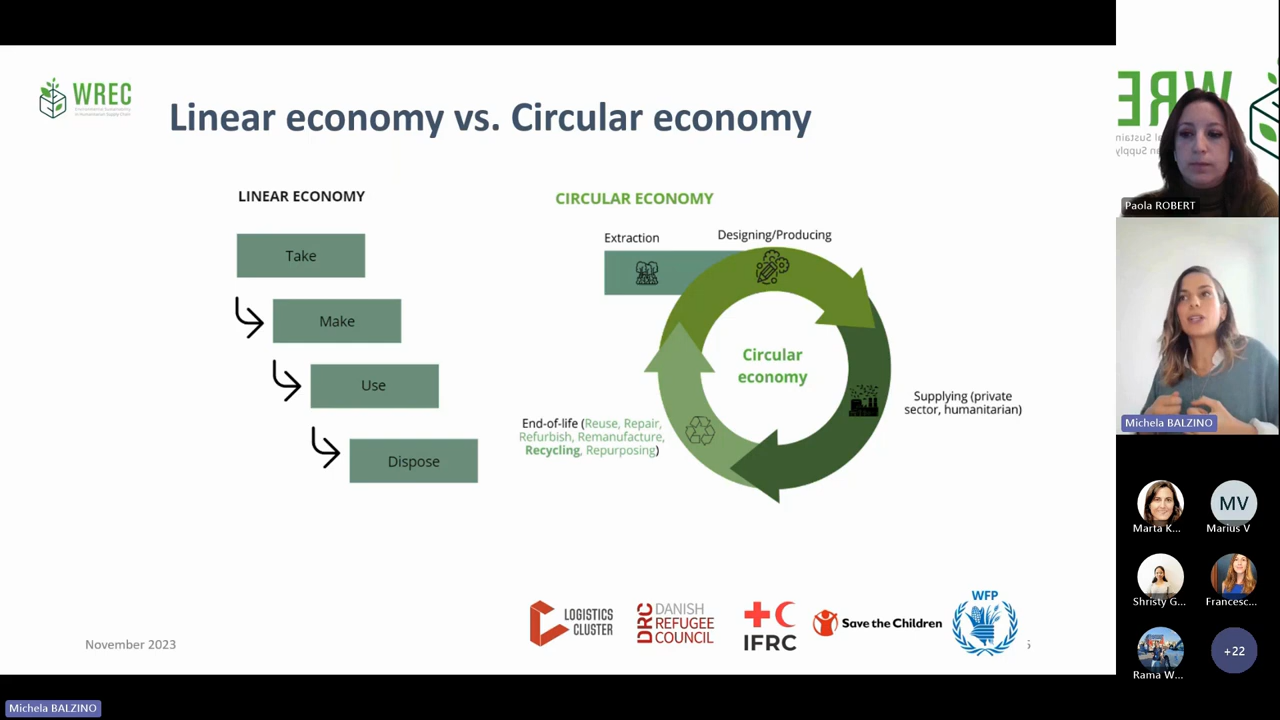 WREC
Linear economy vs. Circular economy
LINEAR ECONOMY
Take
Make
Use
Dispose
CIRCULAR ECONOMY
Extraction
Designing/Producing
Circular
economy
Supplying (private
sector, humanitarian)
End-of-life (Reuse, Repair,
Refurbish, Remanufacture,
Recycling, Repurposing)
November 2023
LOGISTICS
CLUSTER
DRC
DANISH
REFUGEE
COUNCIL
IFRC
Save the Children
WFP
WRE
Paola ROBERT
Michela BALZINO
Marta K...
MV
Marius V
Shristy G...
Francesc...
Rama W...
+22
Michela BALZINO